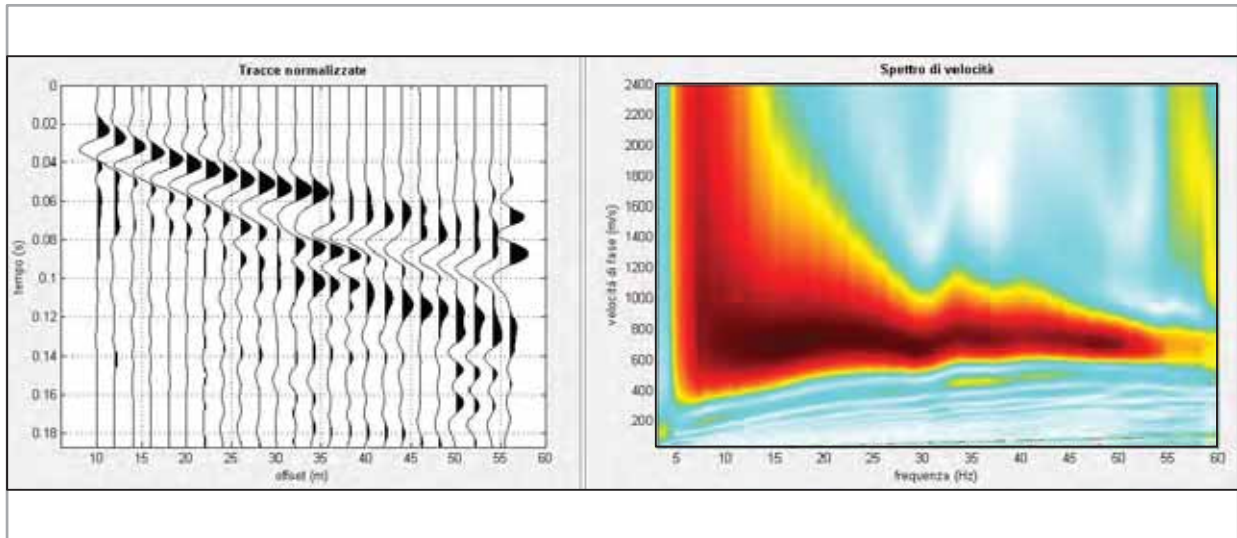 Tracce normalizzate
0
0.02
0.04
0.06
0.08
0.1
0.12
0.14
0.16
0.18
tempo (s)
10 15 20 25 30 35 40 45 50 55 60
offset (m)
Spettro di velocità
2400
2200
2000
1800
1600
1400
1200
1000
800
600
400
200
velocità di fase (m/s)
5 10 15 20 25 30 35 40 45 50 55 60
frequenza (Hz)